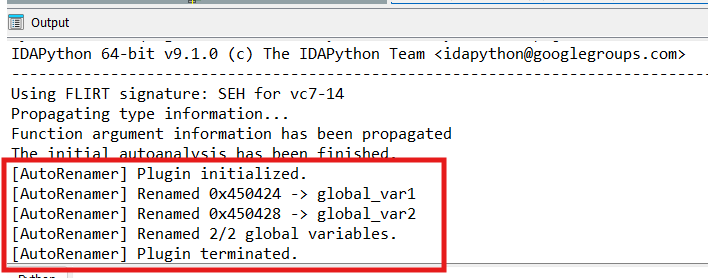 Output
IDAPython 64-bit v9.1.0 (c) The IDAPython Team <idapython@googlegroups.com>
-----------------------------------------------------------------------------
Using FLIRT signature: SEH for vc7-14
Propagating type information...
Function argument information has been propagated
The initial autoanalysis has been finished.
[AutoRenamer] Plugin initialized.
[AutoRenamer] Renamed 0x450424 -> global_var1
[AutoRenamer] Renamed 0x450428 -> global_var2
[AutoRenamer] Renamed 2/2 global variables.
[AutoRenamer] Plugin terminated.
Python